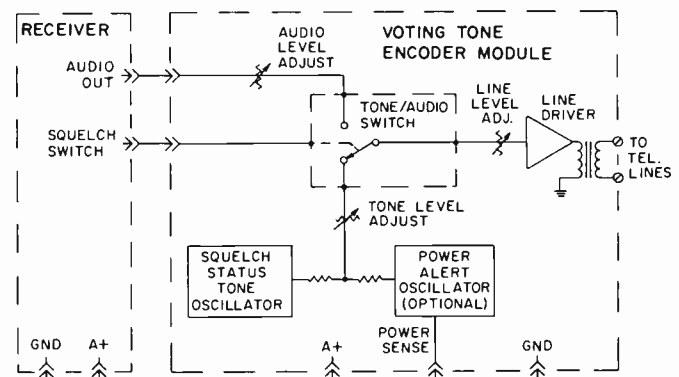 RECEIVER
AUDIO
OUT
SQUELCH
SWITCH
GND
A+
VOTING TONE
ENCODER MODULE
AUDIO
LEVEL
ADJUST
TONE/AUDIO
SWITCH
LINE
LEVEL
ADJ.
LINE
DRIVER
TO
TEL.
LINES
TONE LEVEL
ADJUST
SQUELCH
STATUS
TONE
OSCILLATOR
POWER
ALERT
OSCILLATOR
(OPTIONAL)
A+
POWER
SENSE
GND